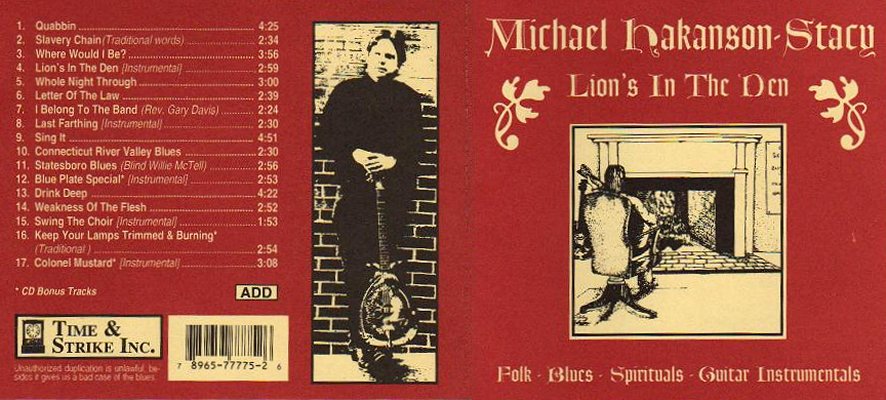 1. Quabbin 4:25
2. Slavery Chain (Traditional words) 2:34
3. Where Would I Be? 3:56
4. Lion's In The Den [Instrumental] 2:59
5. Whole Night Through 3:00
6. Letter Of The Law 2:39
7. I Belong To The Band (Rev. Gary Davis) 2:24
8. Last Farthing [Instrumental] 2:30
9. Sing It 4:51
10. Connecticut River Valley Blues 2:30
11. Statesboro Blues (Blind Willie McTell) 2:56
12. Blue Plate Special* [Instrumental] 2:53
13. Drink Deep 4:22
14. Weakness Of The Flesh 2:52
15. Swing The Choir [Instrumental] 1:53
16. Keep Your Lamps Trimmed & Burning*
(Traditional) 2:54
17. Colonel Mustard* [Instrumental] 3:08
* CD Bonus Tracks
ADD
TIME &
STRIKE INC.
Unauthorized duplication is unlawful, be-
sides it gives us a bad case of the blues.
7 8965-77775-2 6
Michael Hakanson-Stacy
Lion's In The Den
Folk - Blues - Spirituals - Guitar Instrumentals